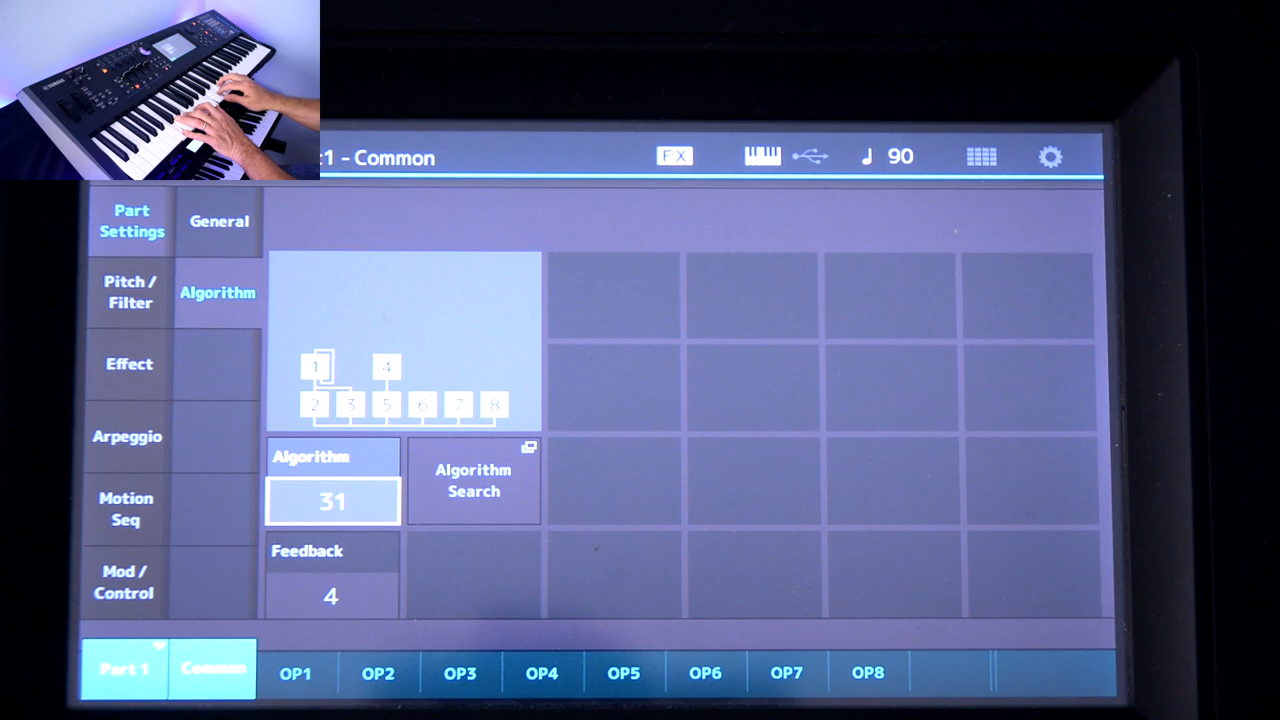 YAMAHA
t1 - Common
FX
90
Part
Settings
General
Pitch /
Filter
Algorithm
Effect
1
4
2 3 5 6 7 8
Arpeggio
Algorithm
31
Algorithm
Search
Motion
Seq
Feedback
4
Mod /
Control
Part 1
Common
OP1
OP2
OP3
OP4
OP5
OP6
OP7
OP8